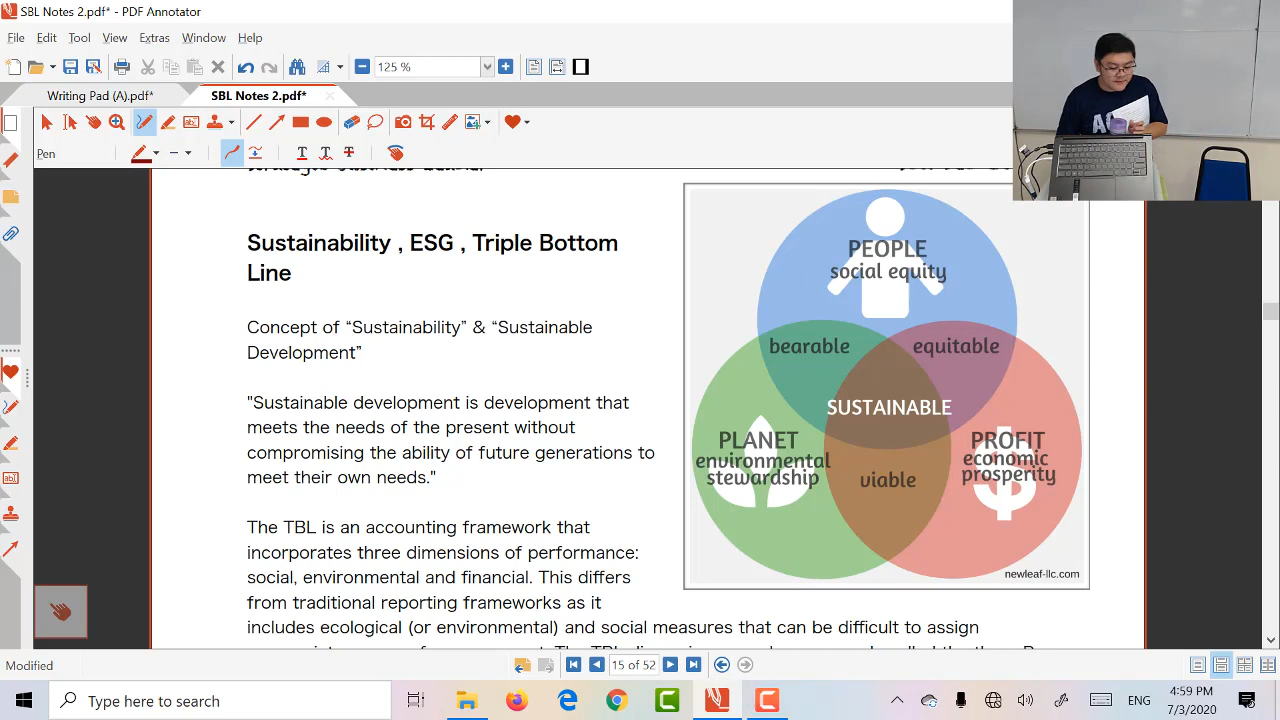 SBL Notes 2.pdf* - PDF Annotator
File Edit Tool View Extras Window Help
125 %
Writing Pad (A).pdf* SBL Notes 2.pdf*
Pen
Sustainability , ESG , Triple Bottom
Line
Concept of “Sustainability” & “Sustainable
Development”
"Sustainable development is development that
meets the needs of the present without
compromising the ability of future generations to
meet their own needs."
The TBL is an accounting framework that
incorporates three dimensions of performance:
social, environmental and financial. This differs
from traditional reporting frameworks as it
includes ecological (or environmental) and social measures that can be difficult to assign
PEOPLE
social equity
bearable
equitable
SUSTAINABLE
PLANET
environmental
stewardship
PROFIT
economic
prosperity
viable
newleaf-llc.com
Modified
15 of 52
Type here to search
ENG
4:59 PM
7/3/2020